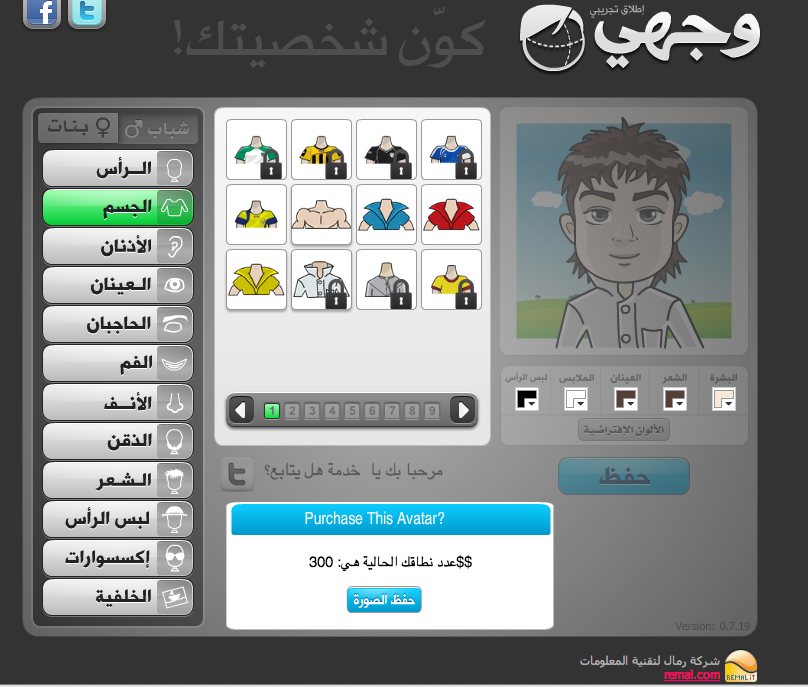 إطلاق تجريبي
وجهي
كوّن شخصيتك!
شباب
بنات
الـرأس
الجسم
الأذنان
العينان
الحاجبان
الفم
الأنـف
الذقن
الشعر
لبس الرأس
إكسسوارات
الخلفية
1 2 3 4 5 6 7 8 9
البشرة
الشعر
العينان
الملابس
لبس الرأس
الألوان الإفتراضية
حفظ
مرحبا بك يا خدمة هل يتابع؟
Purchase This Avatar?
$$عدد نطاقك الحالية هي: 300
حفظ الصورة
Version: 0.7.19
شركة رمال لتقنية المعلومات
remal.com
REMAL IT